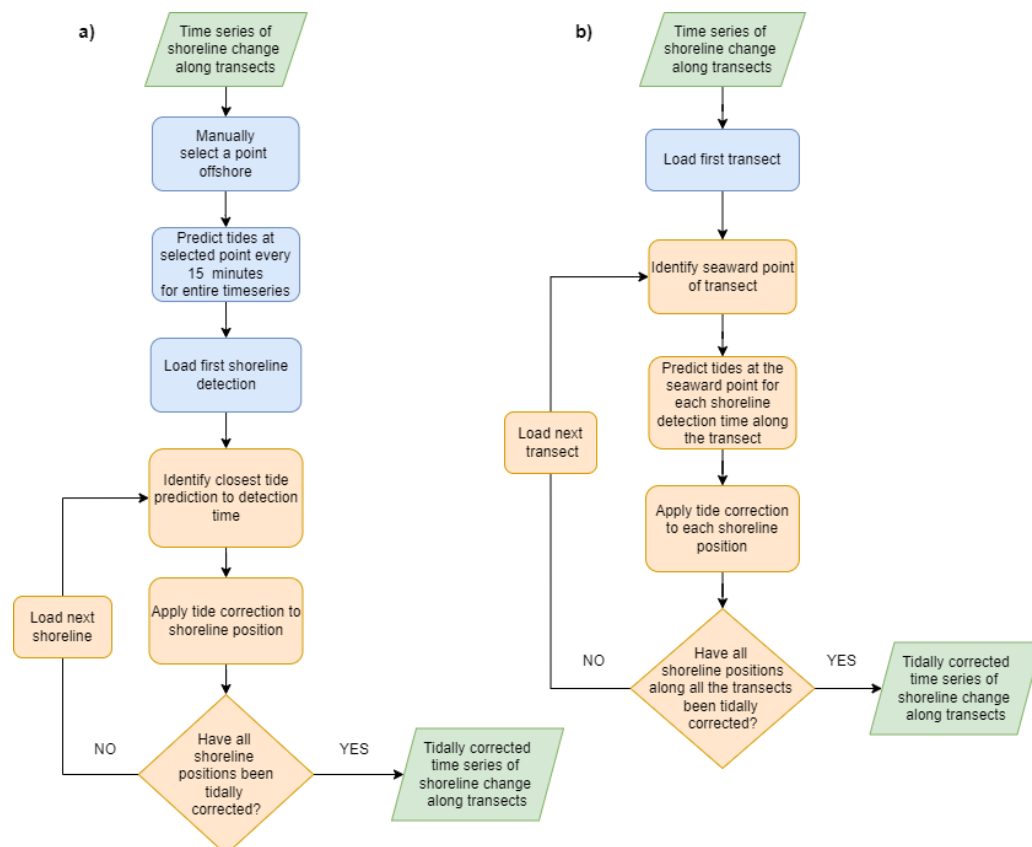 a)
Time series of
shoreline change
along transects
Manually
select a point
offshore
Predict tides at
selected point every
15 minutes
for entire timeseries
Load first shoreline
detection
Identify closest tide
prediction to detection
time
Load next
shoreline
Apply tide correction to
shoreline position
NO
Have all
shoreline
positions been
tidally
corrected?
YES
Tidally corrected
time series of
shoreline change
along transects
b)
Time series of
shoreline change
along transects
Load first transect
Identify seaward point
of transect
Predict tides at the
seaward point for
each shoreline
detection time along
the transect
Load next
transect
Apply tide correction
to each shoreline
position
NO
Have all
shoreline positions
along all the transects
been tidally
corrected?
YES
Tidally corrected
time series of
shoreline change
along transects